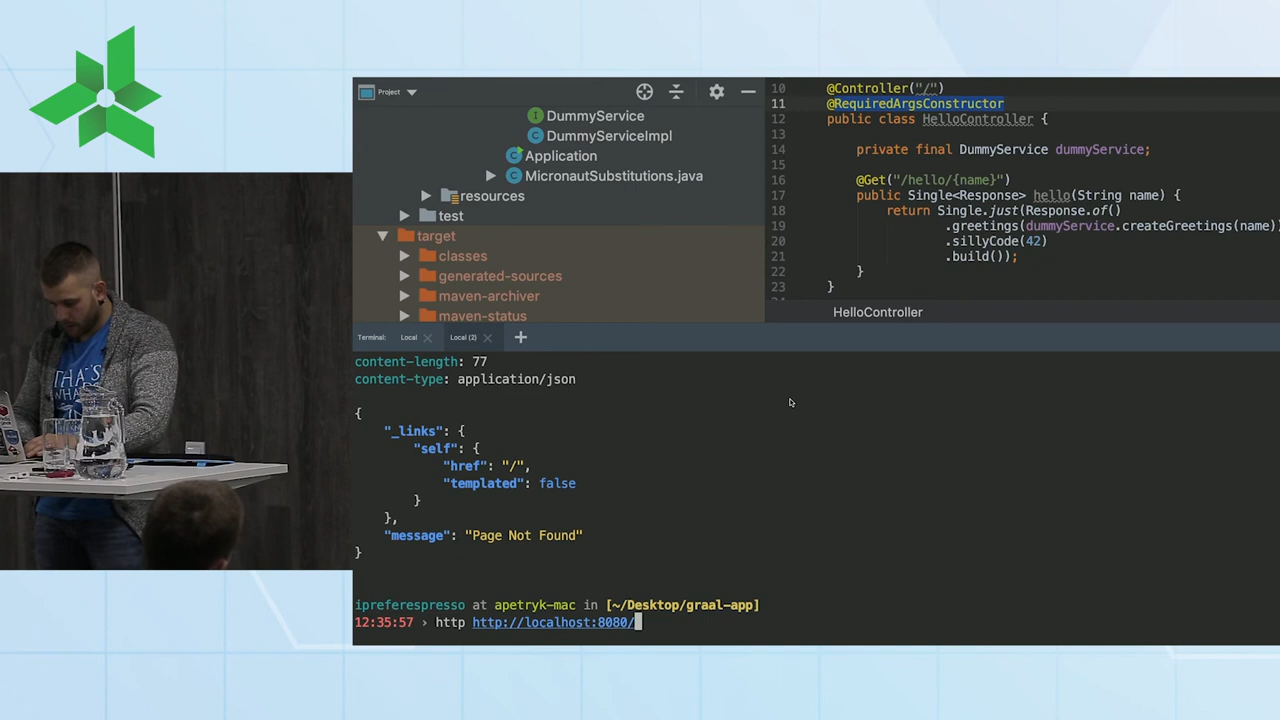 Project
DummyService
DummyServiceImpl
Application
MicronautSubstitutions.java
resources
test
target
classes
generated-sources
maven-archiver
maven-status
10 @Controller("/")
11 @RequiredArgsConstructor
12 public class HelloController {
13
14 private final DummyService dummyService;
15
16 @Get("/hello/{name}")
17 public Single<Response> hello(String name) {
18 return Single.just(Response.of()
19 .greetings(dummyService.createGreetings(name))
20 .sillyCode(42)
21 .build());
22 }
23 }
HelloController
Terminal: Local Local (2)
content-length: 77
content-type: application/json
{
"_links": {
"self": {
"href": "/",
"templated": false
}
},
"message": "Page Not Found"
}
ipreferespresso at apetryk-mac in [~/Desktop/graal-app]
12:35:57 › http http://localhost:8080/
THAT'S
WHAT